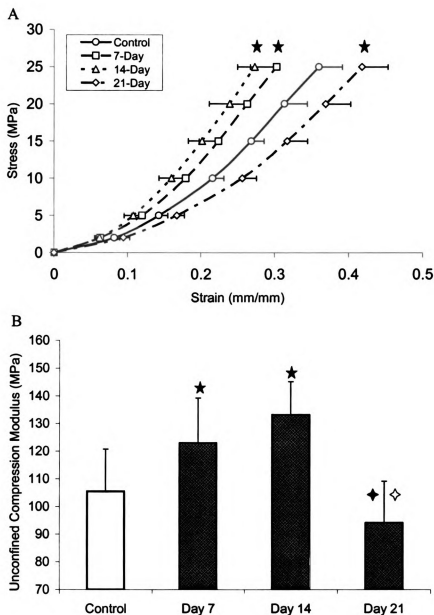 A
Control
7-Day
14-Day
21-Day
30
25
20
15
10
5
0
Stress (MPa)
0
0.1
0.2
0.3
0.4
0.5
Strain (mm/mm)
B
160
150
140
130
120
110
100
90
80
70
Unconfined Compression Modulus (MPa)
Control
Day 7
Day 14
Day 21